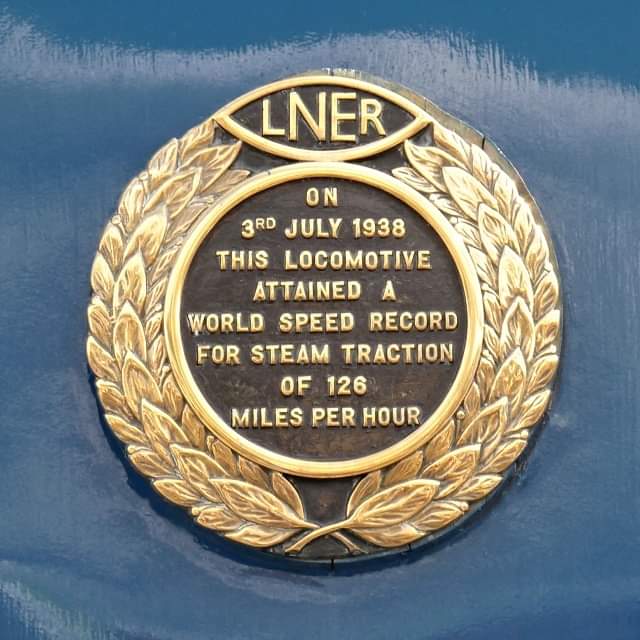 LNER
ON
3RD JULY 1938
THIS LOCOMOTIVE
ATTAINED A
WORLD SPEED RECORD
FOR STEAM TRACTION
OF 126
MILES PER HOUR